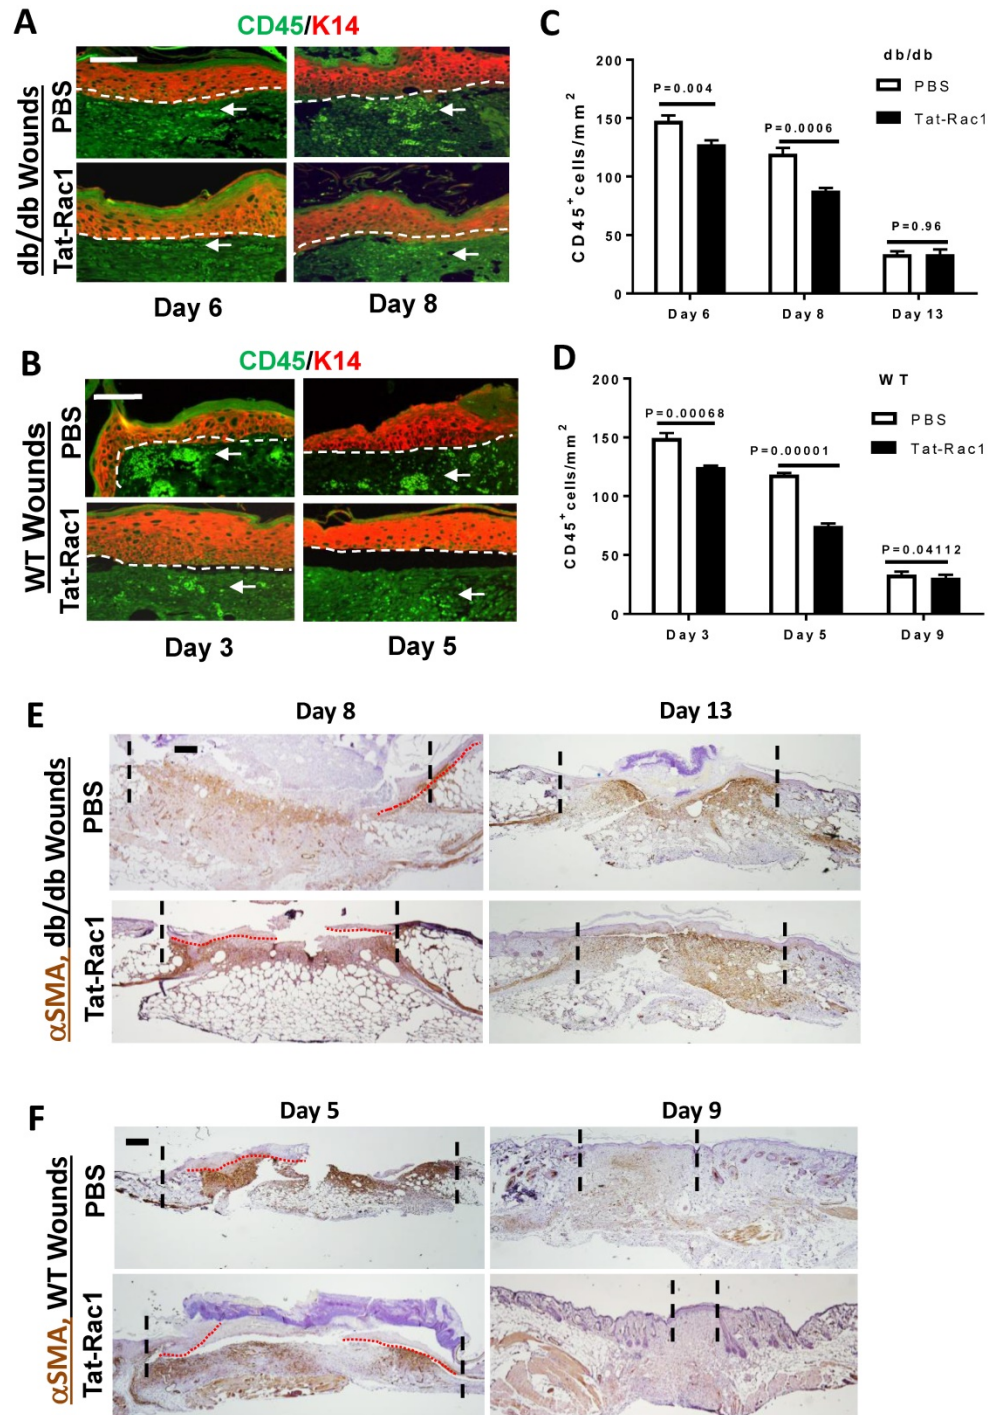 A
CD45/K14
db/db Wounds
PBS
Tat-Rac1
Day 6
Day 8
B
CD45/K14
WT Wounds
PBS
Tat-Rac1
Day 3
Day 5
C
db/db
PBS
Tat-Rac1
CD45+ cells/mm2
200
150
100
50
0
P=0.004
P=0.0006
P=0.96
Day 6
Day 8
Day 13
D
WT
PBS
Tat-Rac1
CD45+ cells/mm2
200
150
100
50
0
P=0.00068
P=0.00001
P=0.04112
Day 3
Day 5
Day 9
E
Day 8
Day 13
αSMA, db/db Wounds
PBS
Tat-Rac1
F
Day 5
Day 9
αSMA, WT Wounds
PBS
Tat-Rac1